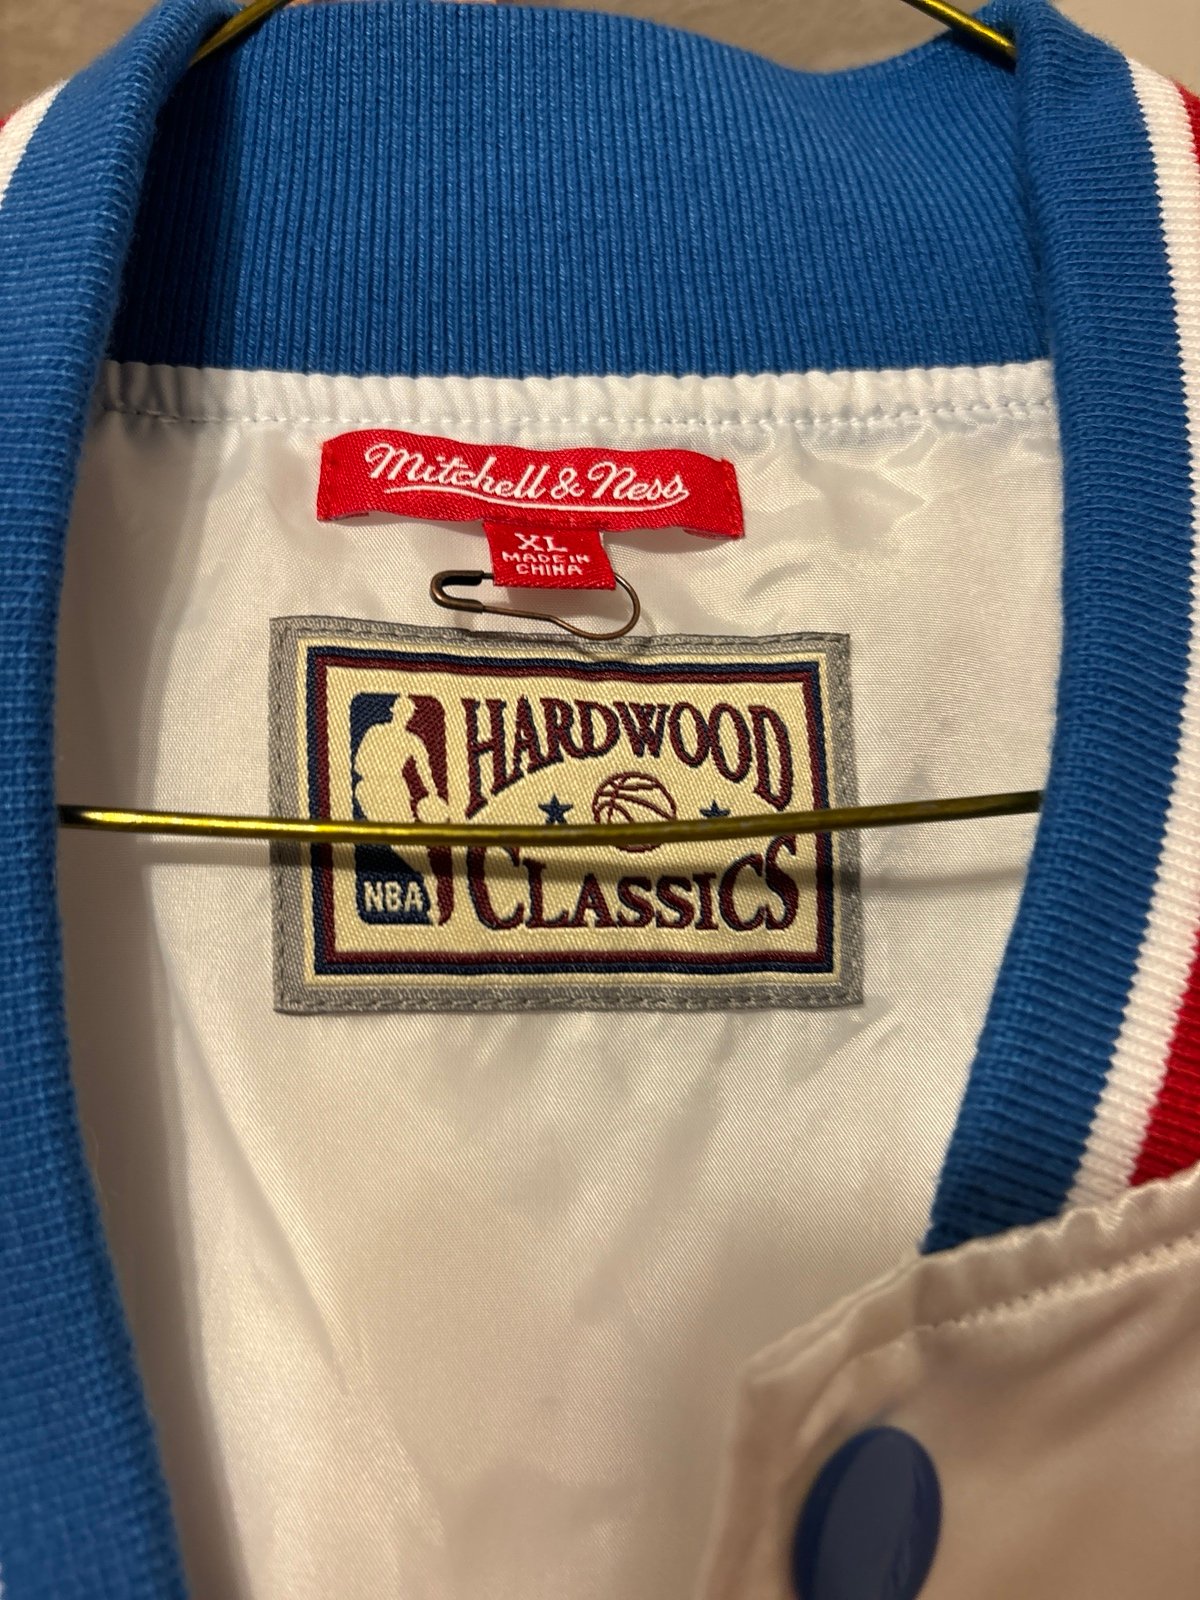 Mitchell & Ness
XL
MADE IN
CHINA
HARDWOOD
CLASSICS
NBA